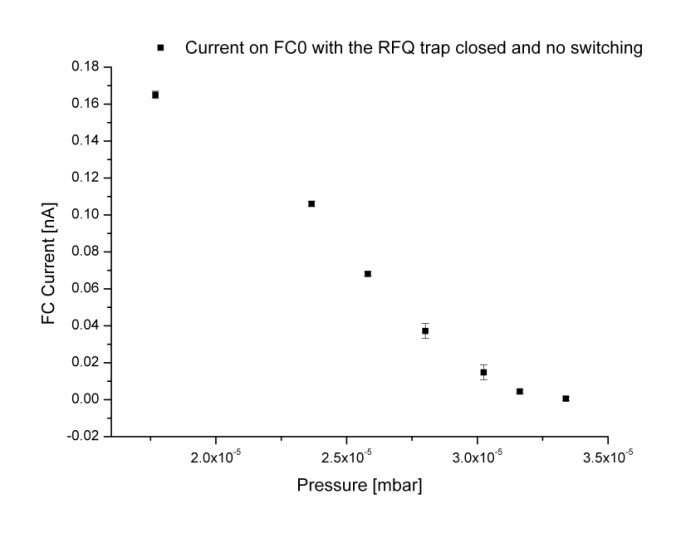 Current on FC0 with the RFQ trap closed and no switching
0.18
0.16
0.14
0.12
0.10
0.08
0.06
0.04
0.02
0.00
-0.02
FC Current [nA]
2.0x10⁻⁵ 2.5x10⁻⁵ 3.0x10⁻⁵ 3.5x10⁻⁵
Pressure [mbar]